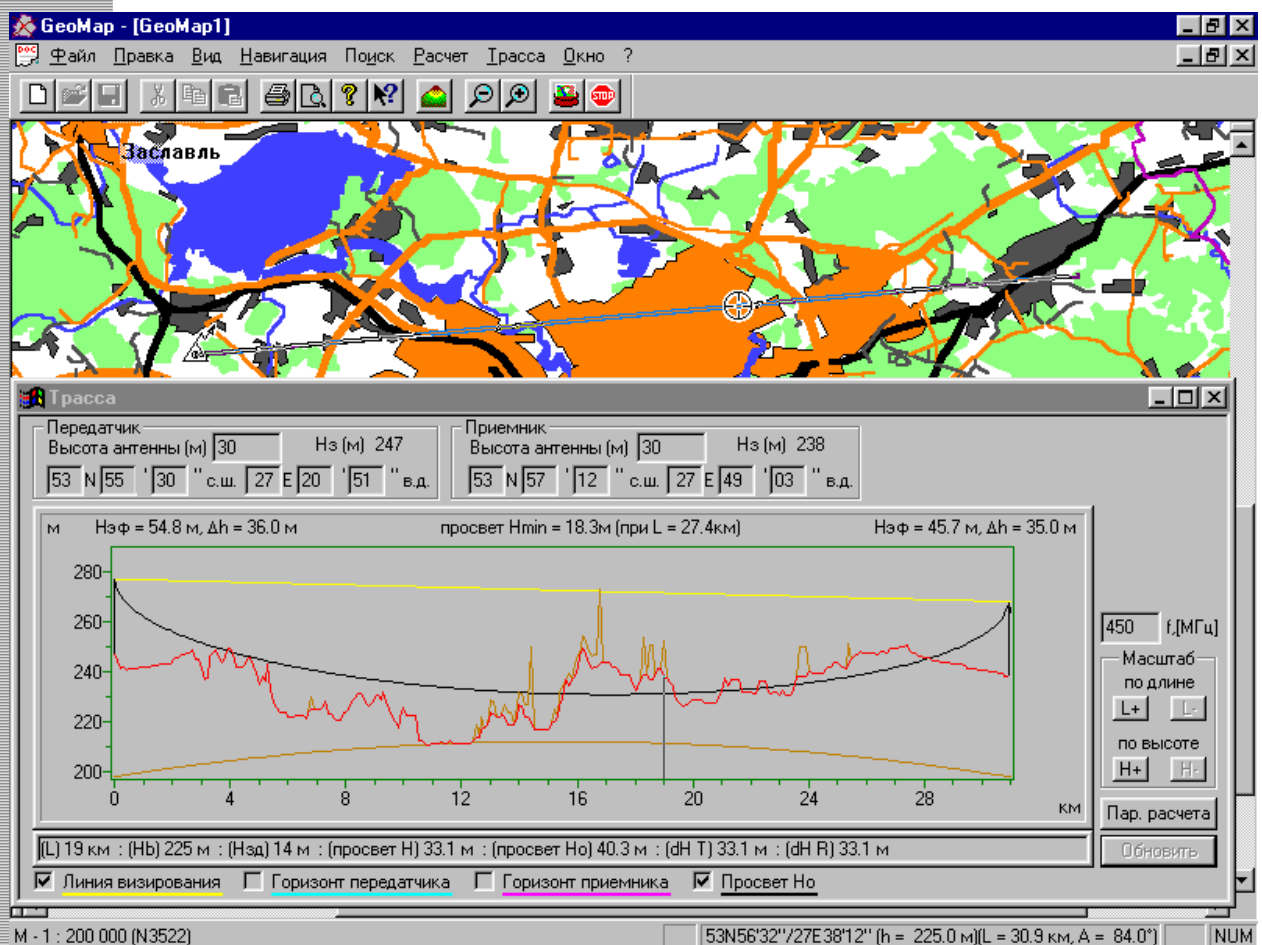 GeoMap - [GeoMap1]
Файл Правка Вид Навигация Поиск Расчет Трасса Окно ?
STOP
Заславль
Трасса
Передатчик
Высота антенны (м) 30 Нз (м) 247
53 N 55 ' 30 " с.ш. 27 E 20 ' 51 " в.д.
Приемник
Высота антенны (м) 30 Нз (м) 238
53 N 57 ' 12 " с.ш. 27 E 49 ' 03 " в.д.
м Нэф = 54.8 м, Δh = 36.0 м просвет Hmin = 18.3м (при L = 27.4км) Нэф = 45.7 м, Δh = 35.0 м
280
260
240
220
200
0 4 8 12 16 20 24 28 км
450 f,[МГц]
Масштаб
по длине
L+ L-
по высоте
H+ H-
Пар. расчета
Обновить
(L) 19 км : (Hb) 225 м : (Нзд) 14 м : (просвет H) 33.1 м : (просвет Ho) 40.3 м : (dH T) 33.1 м : (dH R) 33.1 м
Линия визирования Горизонт передатчика Горизонт приемника Просвет Но
М - 1 : 200 000 (N3522) 53N56'32''/27E38'12'' (h = 225.0 м)(L = 30.9 км, A = 84.0°) NUM